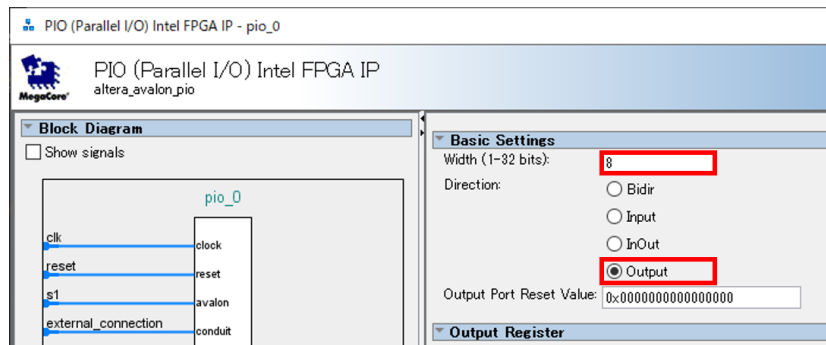 PIO (Parallel I/O) Intel FPGA IP - pio_0
PIO (Parallel I/O) Intel FPGA IP
altera_avalon_pio
MegaCore®
Block Diagram
Show signals
pio_0
clk
clock
reset
reset
s1
avalon
external_connection
conduit
Basic Settings
Width (1-32 bits): 8
Direction:
Bidir
Input
InOut
Output
Output Port Reset Value: 0x0000000000000000
Output Register